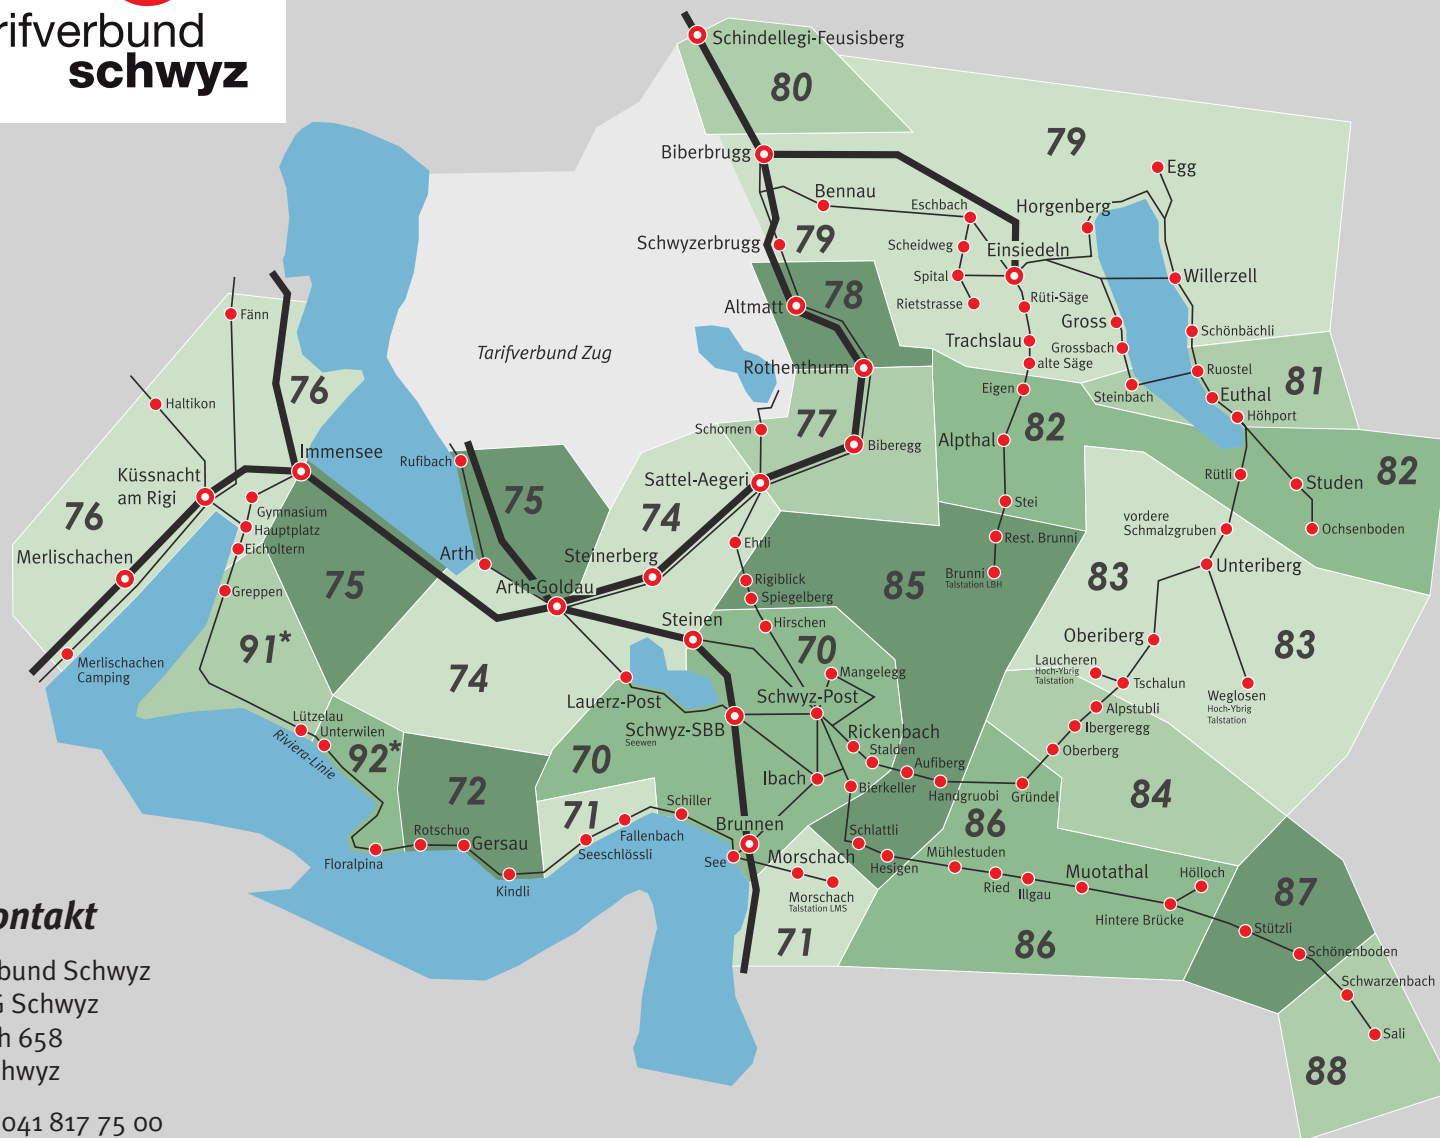 rifverbund
schwyz
Schindellegi-Feusisberg
80
79
Biberbrugg
Egg
Bennau
Eschbach
Horgenberg
Schwyzerbrugg
79
Scheidweg
Einsiedeln
Spital
Willerzell
78
Rüti-Säge
Altmatt
Rietstrasse
Fänn
Gross
Schönbächli
Trachslau
Grossbach
Tarifverbund Zug
alte Säge
Rothenthurm
Ruostel
81
76
Eigen
Steinbach
Euthal
Haltikon
Höhport
77
82
Schornen
Alpthal
Biberegg
Immensee
Rufibach
Küssnacht
am Rigi
Sattel-Aegeri
Rütli
82
Studen
75
Gymnasium
Stei
76
74
vordere
Schmalzgruben
Ochsenboden
Hauptplatz
Rest. Brunni
Eicholtern
Ehrli
Merlischachen
Arth
Steinerberg
Unteriberg
Brunni
Talstation LBH
83
75
Arth-Goldau
Rigiblick
85
Greppen
Spiegelberg
Steinen
Hirschen
Oberiberg
91*
70
83
Merlischachen
Camping
Laucheren
Hoch-Ybrig
Talstation
74
Mangelegg
Tschalun
Weglosen
Hoch-Ybrig
Talstation
Lauerz-Post
Schwyz-Post
Alpstubli
Lützelau
Unterwilen
Schwyz-SBB
Seewen
Rickenbach
Ibergeregg
Riviera-Linie
Stalden
Oberberg
92*
70
Aufiberg
Ibach
72
Bierkeller
Handgruobi
Gründel
84
Schiller
71
86
Fallenbach
Brunnen
Rotschuo
Gersau
Schlattli
Seeschlössli
Floralpina
See
Morschach
Mühlestuden
Hesigen
Muotathal
Hölloch
Kindli
Ried
Morschach
Talstation LMS
Illgau
87
ontakt
Hintere Brücke
Stützli
71
86
Schönenboden
bund Schwyz
Schwarzenbach
G Schwyz
h 658
Sali
hwyz
88
041 817 75 00